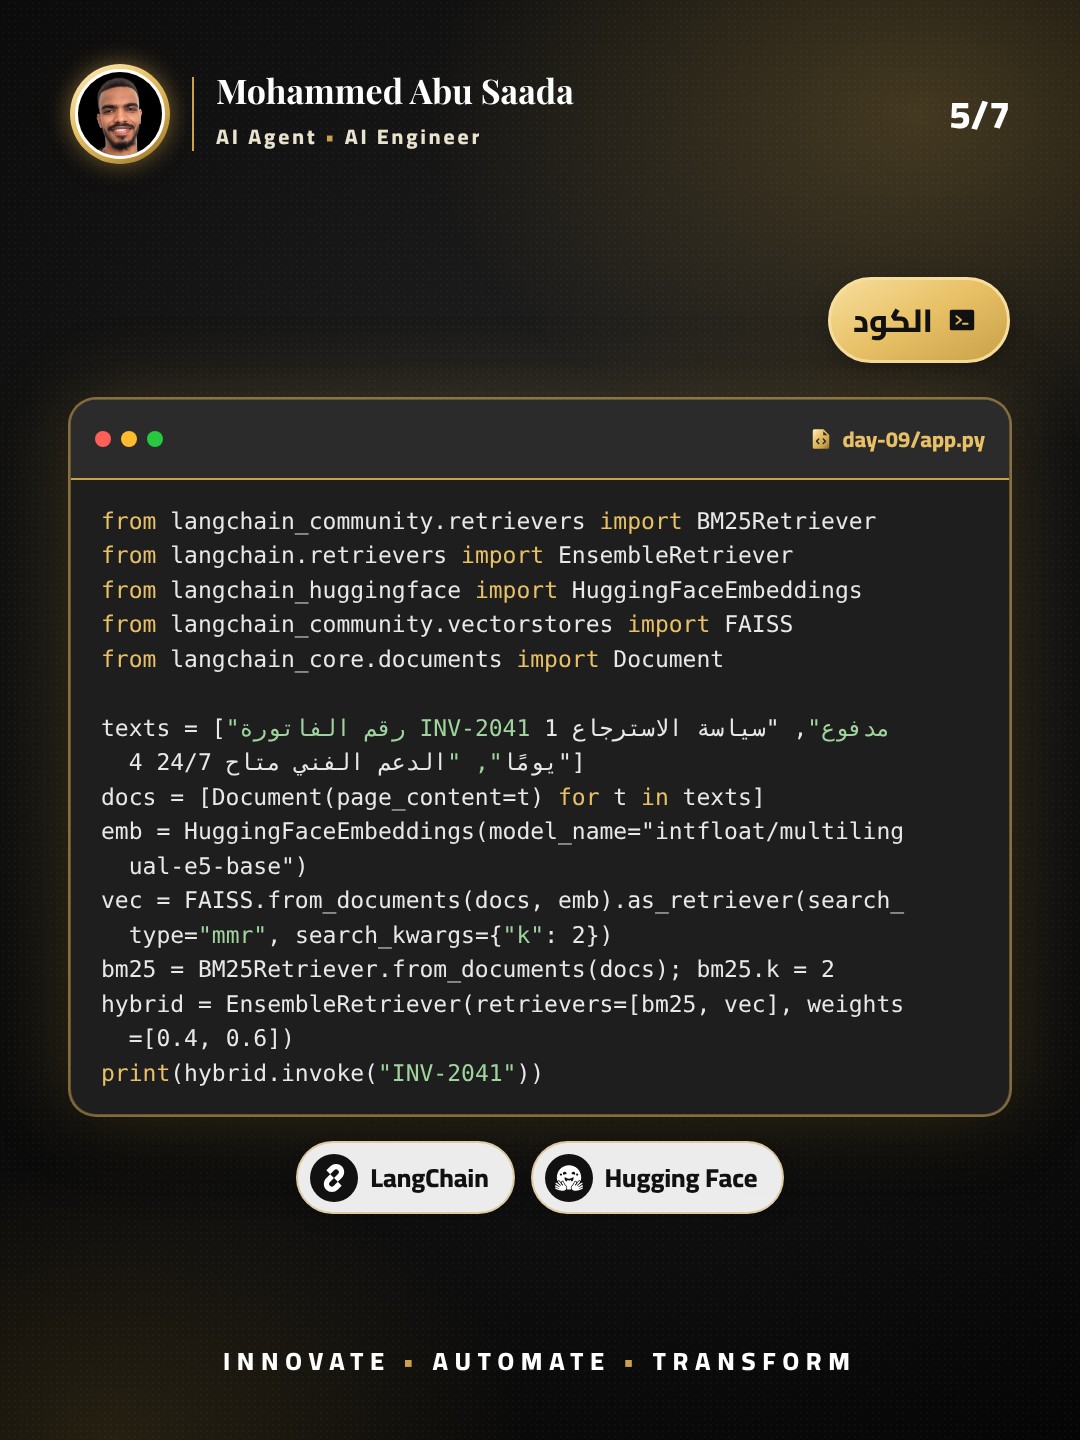 Mohammed Abu Saada
AI Agent ▪ AI Engineer
5/7
الكود
day-09/app.py
from langchain_community.retrievers import BM25Retriever
from langchain.retrievers import EnsembleRetriever
from langchain_huggingface import HuggingFaceEmbeddings
from langchain_community.vectorstores import FAISS
from langchain_core.documents import Document
texts = ["رقم الفاتورة INV-2041 مدفوع", "سياسة الاسترجاع 1
4 يومًا", "الدعم الفني متاح 24/7"]
docs = [Document(page_content=t) for t in texts]
emb = HuggingFaceEmbeddings(model_name="intfloat/multiling
ual-e5-base")
vec = FAISS.from_documents(docs, emb).as_retriever(search_
type="mmr", search_kwargs={"k": 2})
bm25 = BM25Retriever.from_documents(docs); bm25.k = 2
hybrid = EnsembleRetriever(retrievers=[bm25, vec], weights
=[0.4, 0.6])
print(hybrid.invoke("INV-2041"))
LangChain
Hugging Face
INNOVATE ▪ AUTOMATE ▪ TRANSFORM